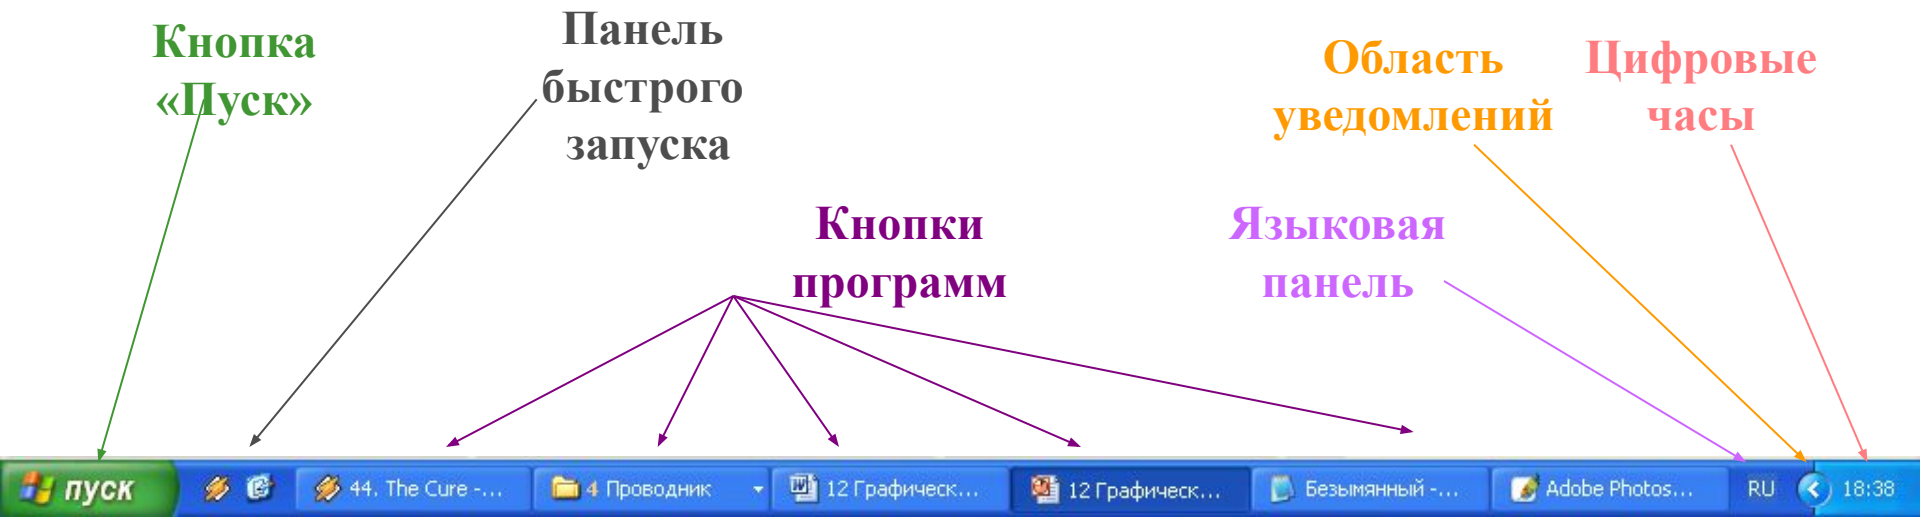 Кнопка
«Пуск»
Панель
быстрого
запуска
Область
уведомлений
Цифровые
часы
Кнопки
программ
Языковая
панель
пуск
44. The Cure -...
4 Проводник
12 Графическ...
12 Графическ...
Безымянный -...
Adobe Photos...
RU
18:38